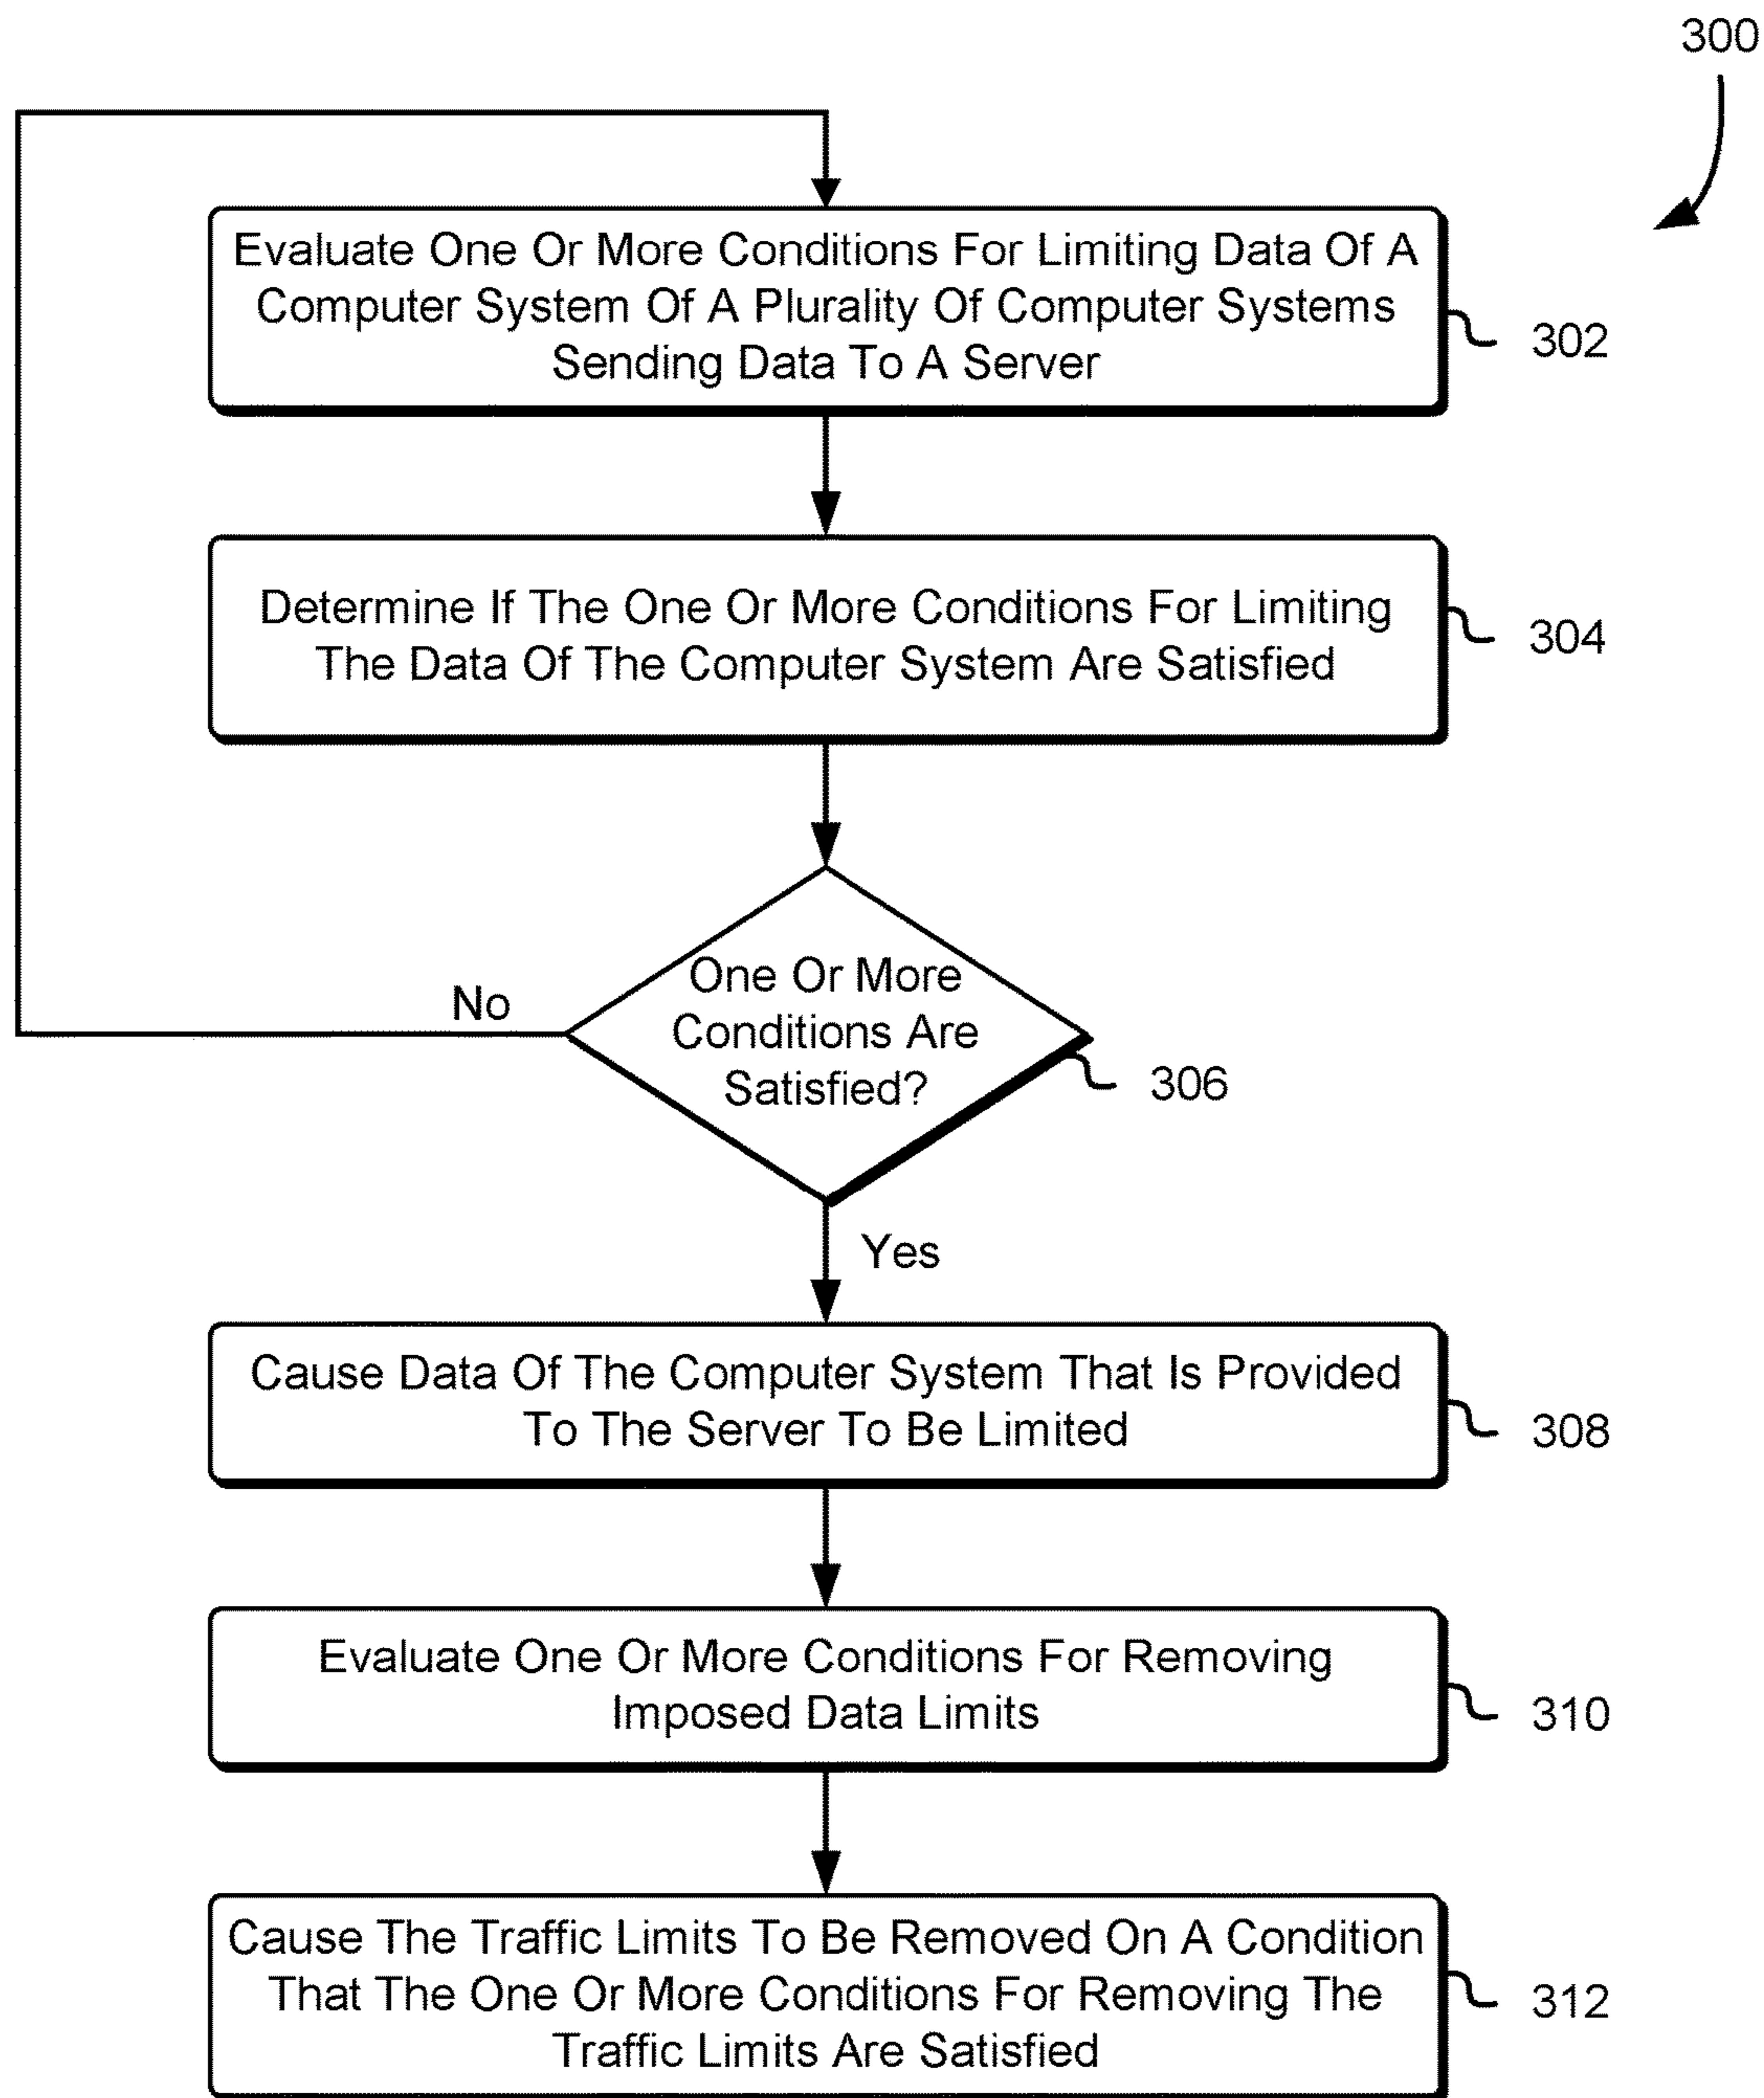 300
Evaluate One Or More Conditions For Limiting Data Of A
Computer System Of A Plurality Of Computer Systems
Sending Data To A Server
302
Determine If The One Or More Conditions For Limiting
The Data Of The Computer System Are Satisfied
304
One Or More
Conditions Are
Satisfied?
No
306
Yes
Cause Data Of The Computer System That Is Provided
To The Server To Be Limited
308
Evaluate One Or More Conditions For Removing
Imposed Data Limits
310
Cause The Traffic Limits To Be Removed On A Condition
That The One Or More Conditions For Removing The
Traffic Limits Are Satisfied
312